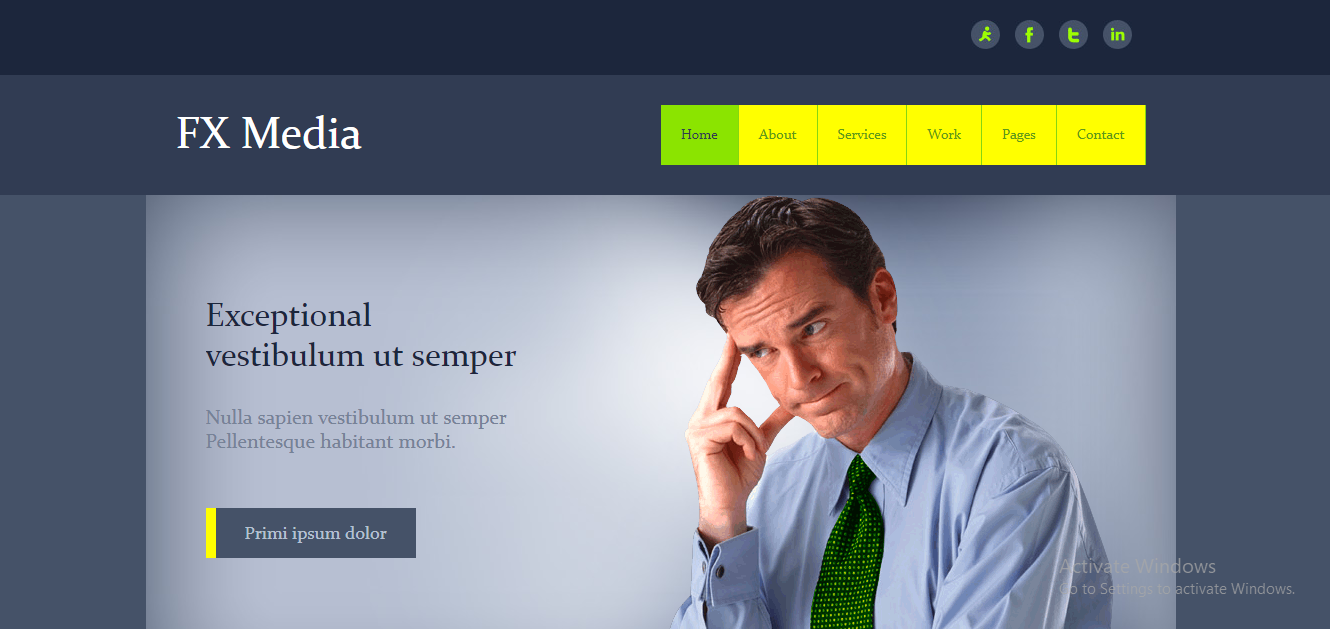 FX Media
Home
About
Services
Work
Pages
Contact
Exceptional
vestibulum ut semper
Nulla sapien vestibulum ut semper
Pellentesque habitant morbi.
Primi ipsum dolor
Activate Windows
Go to Settings to activate Windows.